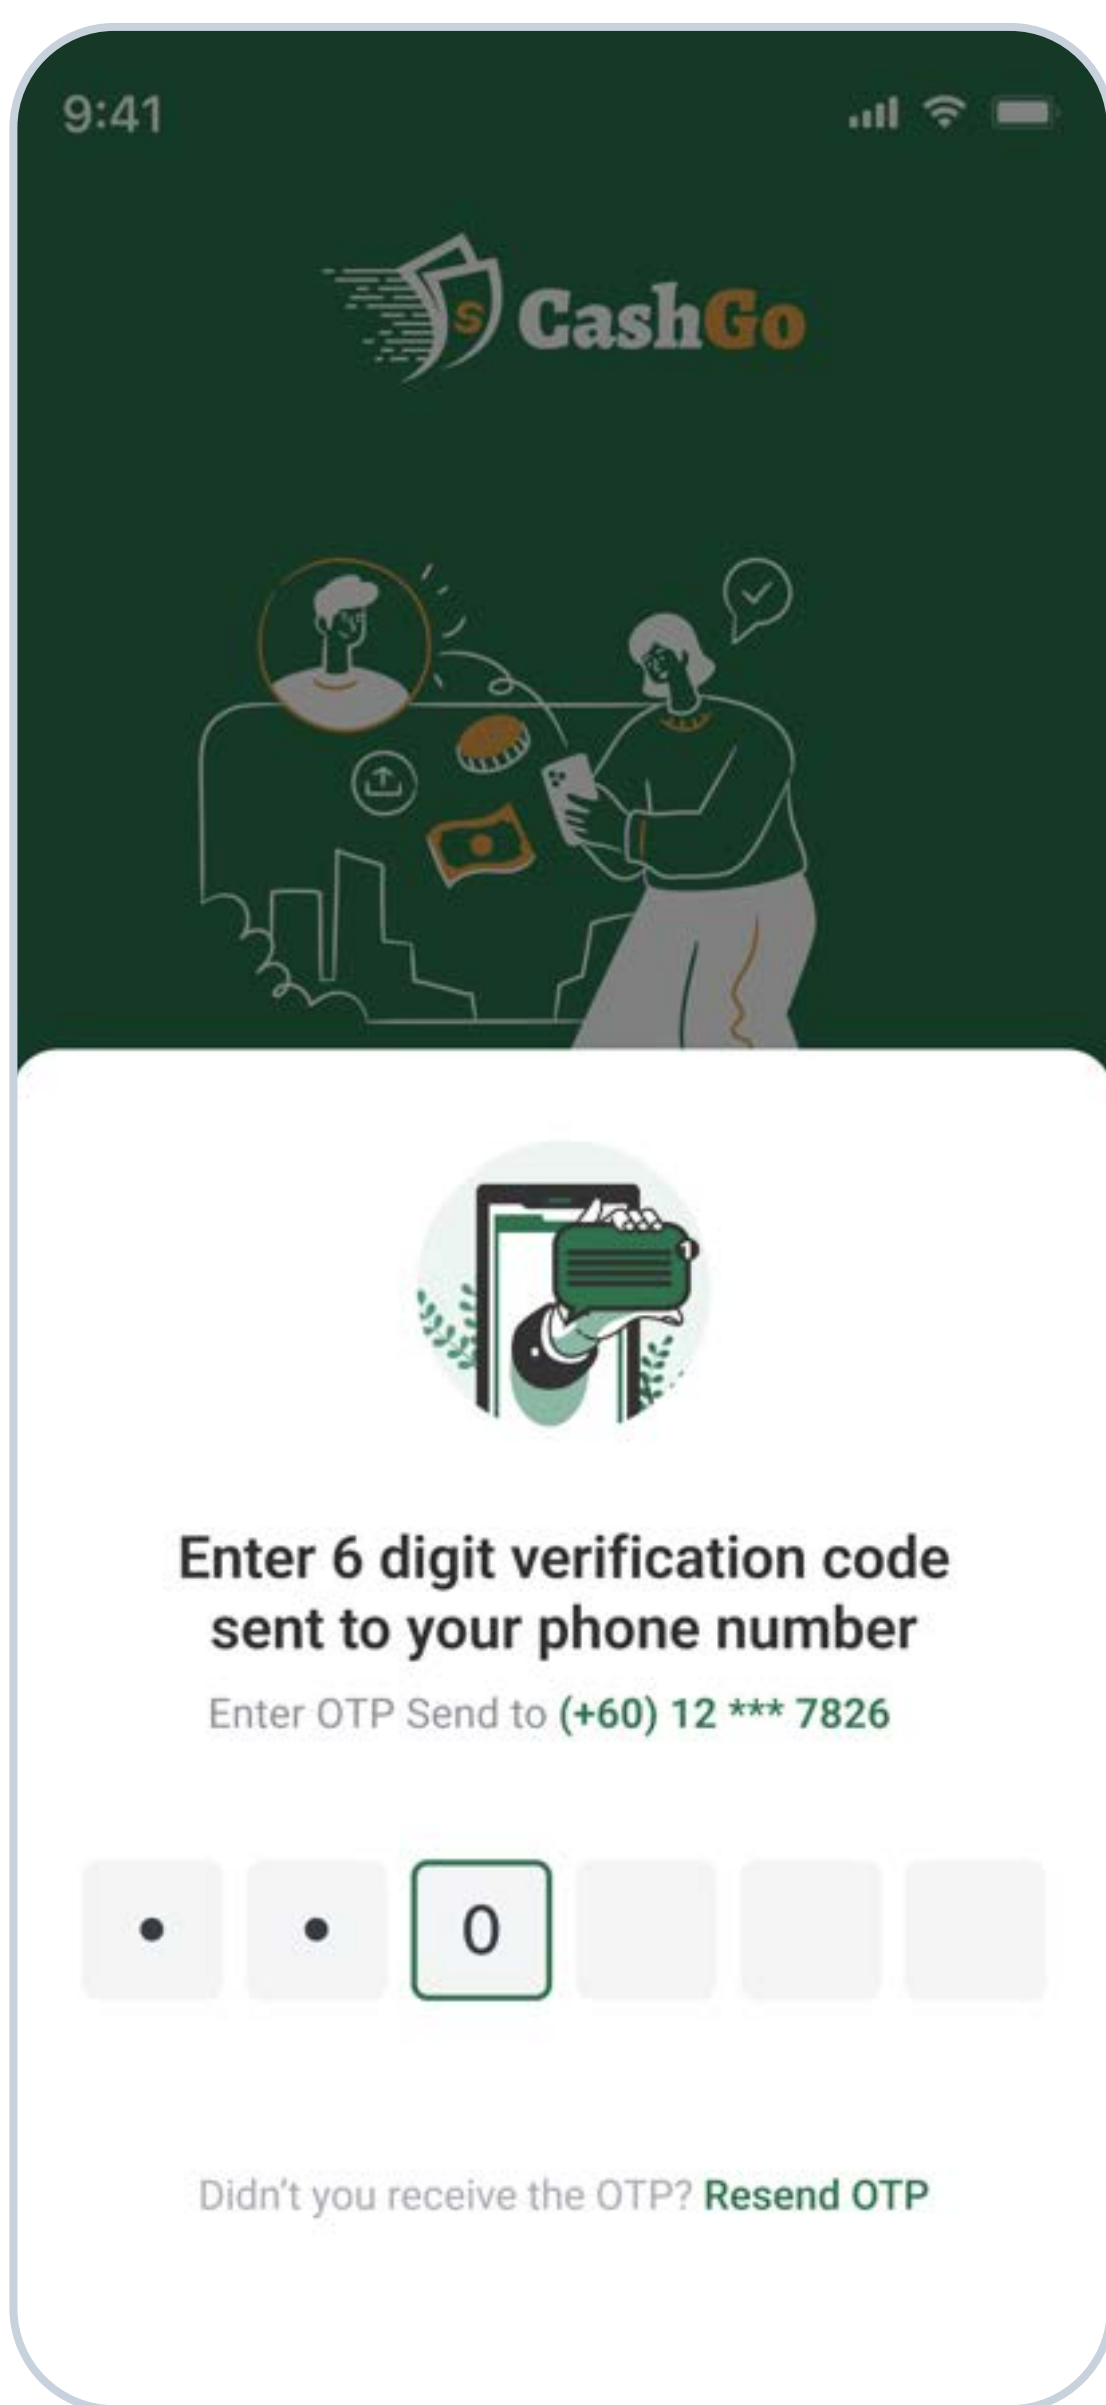 9:41
S CashGo
1
Enter 6 digit verification code
sent to your phone number
Enter OTP Send to (+60) 12 *** 7826
• • 0
Didn't you receive the OTP? Resend OTP